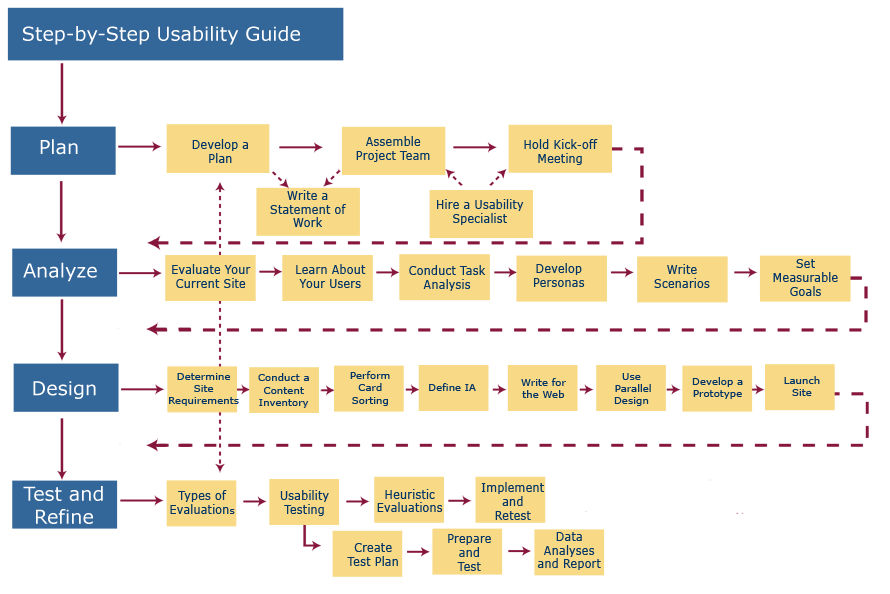 Step-by-Step Usability Guide
Plan
Develop a
Plan
Assemble
Project Team
Hold Kick-off
Meeting
Write a
Statement of
Work
Hire a Usability
Specialist
Analyze
Evaluate Your
Current Site
Learn About
Your Users
Conduct Task
Analysis
Develop
Personas
Write
Scenarios
Set
Measurable
Goals
Design
Determine
Site
Requirements
Conduct a
Content
Inventory
Perform
Card
Sorting
Define IA
Write for
the Web
Use
Parallel
Design
Develop a
Prototype
Launch
Site
Test and
Refine
Types of
Evaluations
Usability
Testing
Heuristic
Evaluations
Implement
and
Retest
Create
Test Plan
Prepare
and
Test
Data
Analyses
and Report